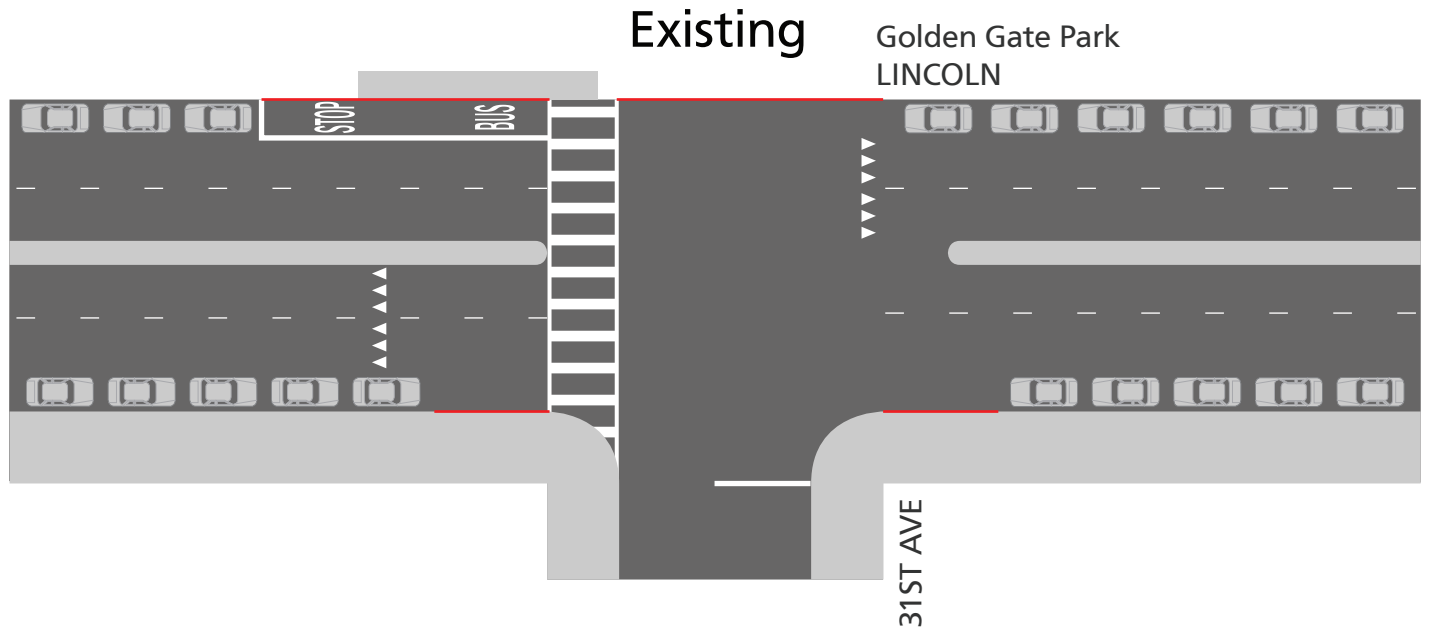 Existing
Golden Gate Park
LINCOLN
STOP
BUS
31ST AVE